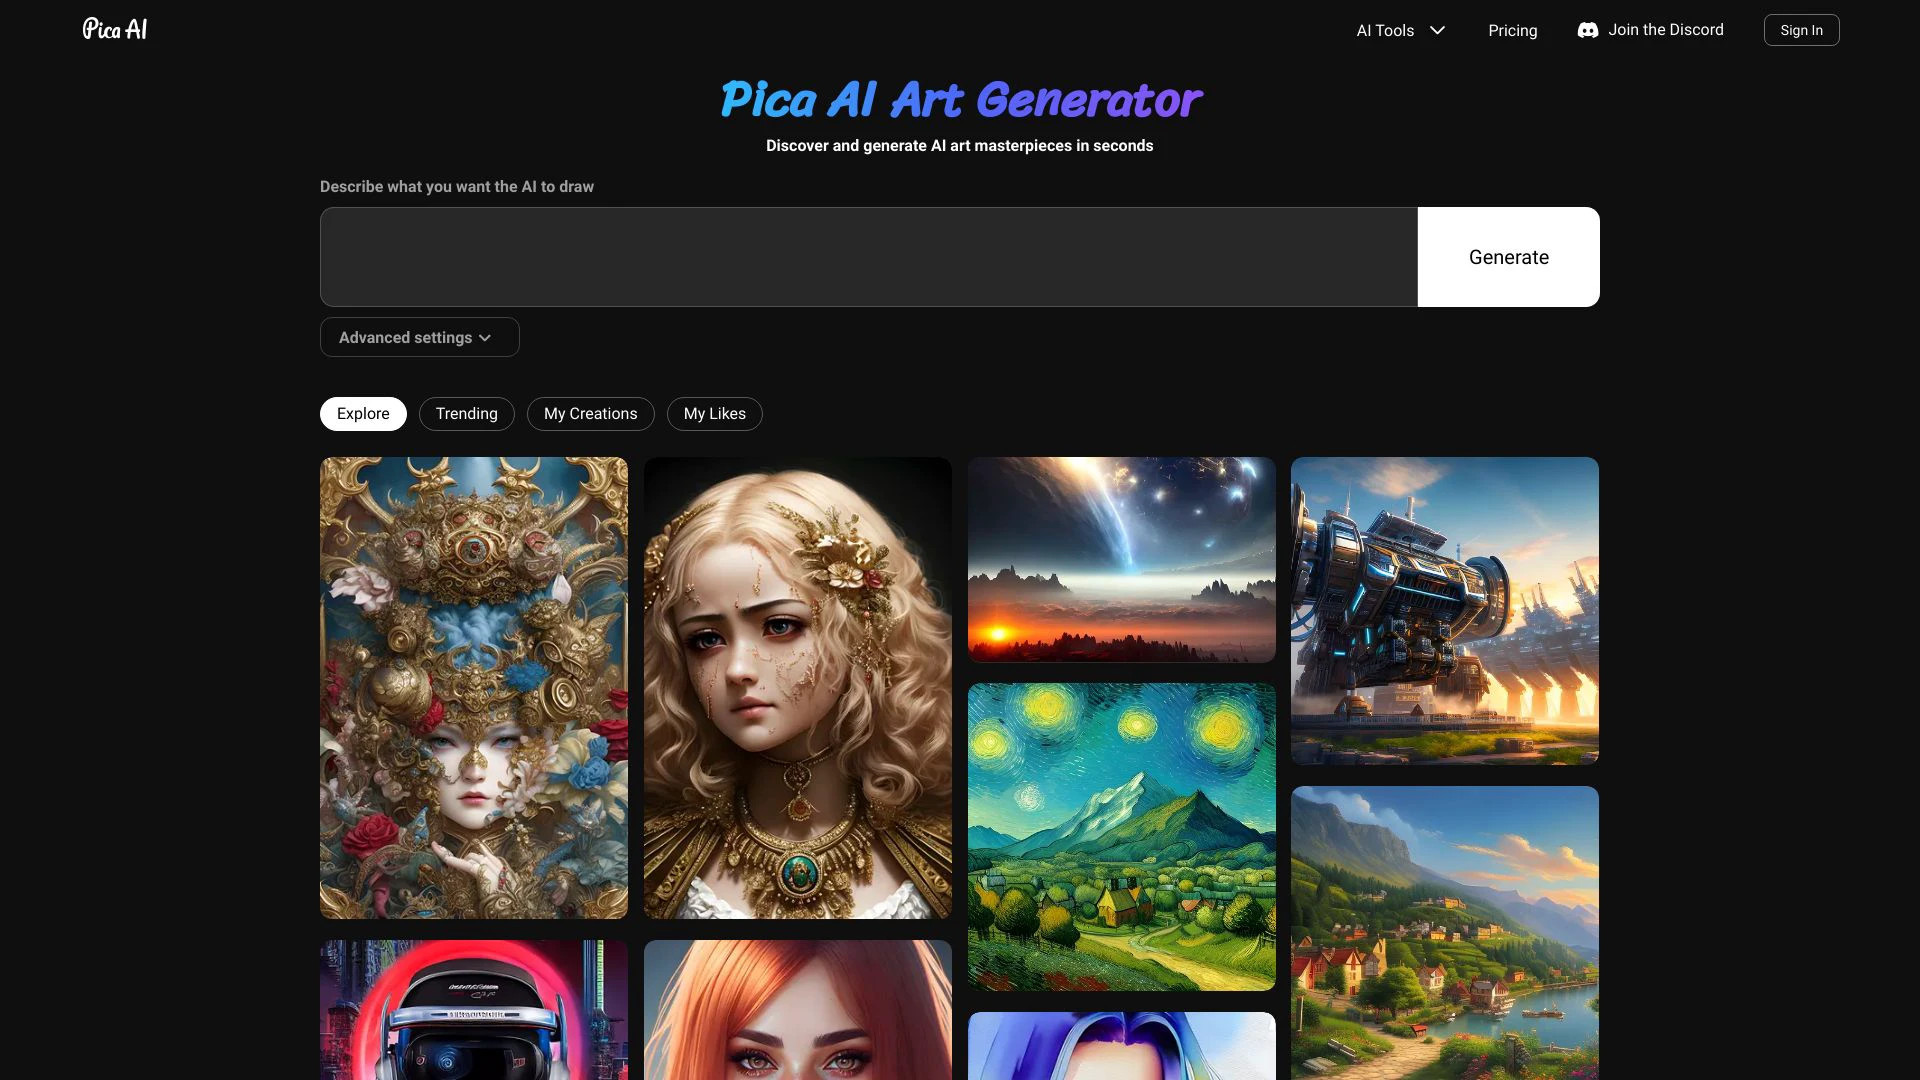 Pica AI
AI Tools
Pricing
Join the Discord
Sign In
Pica AI Art Generator
Discover and generate AI art masterpieces in seconds
Describe what you want the AI to draw
Generate
Advanced settings
Explore
Trending
My Creations
My Likes